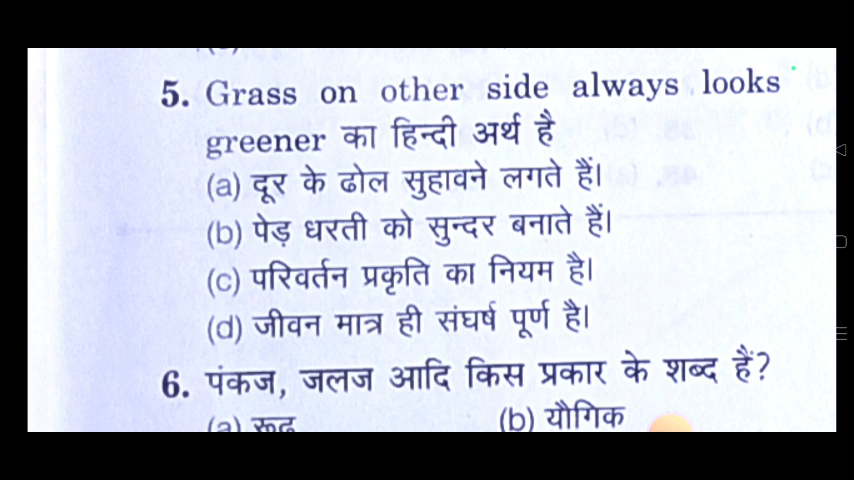 5. Grass on other side always looks
greener का हिन्दी अर्थ है
(a) दूर के ढोल सुहावने लगते हैं।
(b) पेड़ धरती को सुन्दर बनाते हैं।
(c) परिवर्तन प्रकृति का नियम है।
(d) जीवन मात्र ही संघर्ष पूर्ण है।
6. पंकज, जलज आदि किस प्रकार के शब्द हैं?
(a) रूढ़ (b) यौगिक